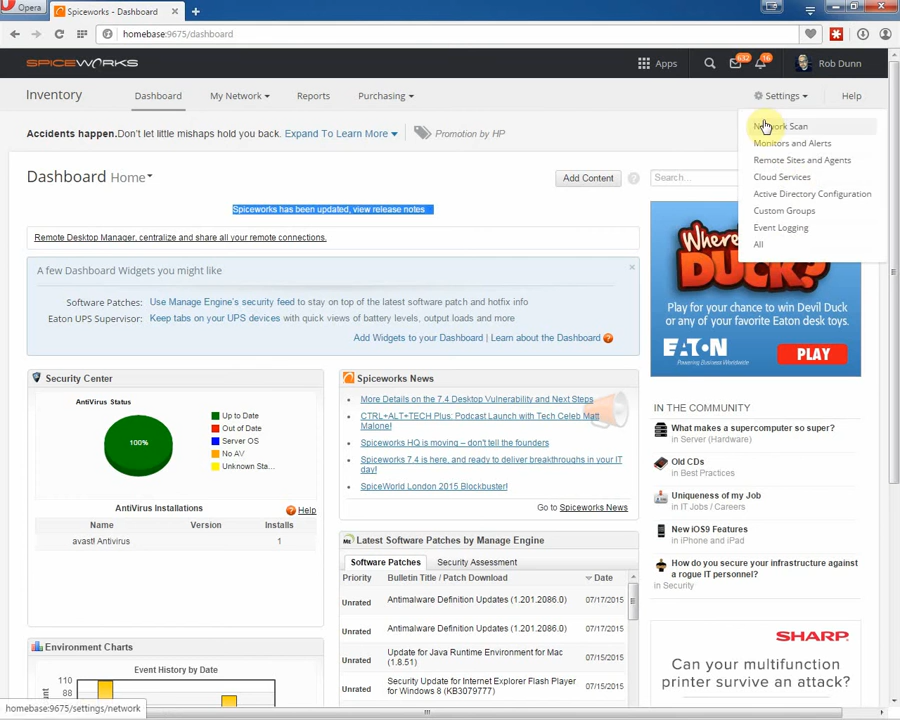 Opera
Spiceworks - Dashboard
homebase:9675/dashboard
SPICEWORKS
Apps
632
16
Rob Dunn
Inventory
Dashboard
My Network
Reports
Purchasing
Settings
Help
Network Scan
Monitors and Alerts
Remote Sites and Agents
Cloud Services
Active Directory Configuration
Custom Groups
Event Logging
All
Accidents happen.Don't let little mishaps hold you back. Expand To Learn More
Promotion by HP
Dashboard Home
Add Content
?
Search...
Spiceworks has been updated, view release notes
Remote Desktop Manager, centralize and share all your remote connections.
A few Dashboard Widgets you might like
Software Patches: Use Manage Engine's security feed to stay on top of the latest software patch and hotfix info
Eaton UPS Supervisor: Keep tabs on your UPS devices with quick views of battery levels, output loads and more
Add Widgets to your Dashboard | Learn about the Dashboard ?
DUCK?
Play for your chance to win Devil Duck
or any of your favorite Eaton desk toys.
EATON
Powering Business Worldwide
PLAY
Security Center
AntiVirus Status
100%
Up to Date
Out of Date
Server OS
No AV
Unknown Sta...
AntiVirus Installations
? Help
Name Version Installs
avast! Antivirus 1
Spiceworks News
More Details on the 7.4 Desktop Vulnerability and Next Steps
CTRL+ALT+TECH Plus: Podcast Launch with Tech Celeb Matt
Malone!
Spiceworks HQ is moving – don't tell the founders
Spiceworks 7.4 is here, and ready to deliver breakthroughs in your IT
day!
SpiceWorld London 2015 Blockbuster!
Go to Spiceworks News
Latest Software Patches by Manage Engine
Software Patches Security Assessment
Priority Bulletin Title / Patch Download Date
Unrated Antimalware Definition Updates (1.201.2086.0) 07/17/2015
Unrated Antimalware Definition Updates (1.201.2086.0) 07/17/2015
Unrated Update for Java Runtime Environment for Mac 07/15/2015
(1.8.51)
Unrated Security Update for Internet Explorer Flash Player 07/15/2015
for Windows 8 (KB3079777)
IN THE COMMUNITY
What makes a supercomputer so super?
in Server (Hardware)
Old CDs
in Best Practices
Uniqueness of my Job
in IT Jobs / Careers
New iOS9 Features
in iPhone and iPad
How do you secure your infrastructure against
a rogue IT personnel?
in Security
SHARP
Can your multifunction
printer survive an attack?
Environment Charts
Event History by Date
110
88
homebase:9675/settings/network